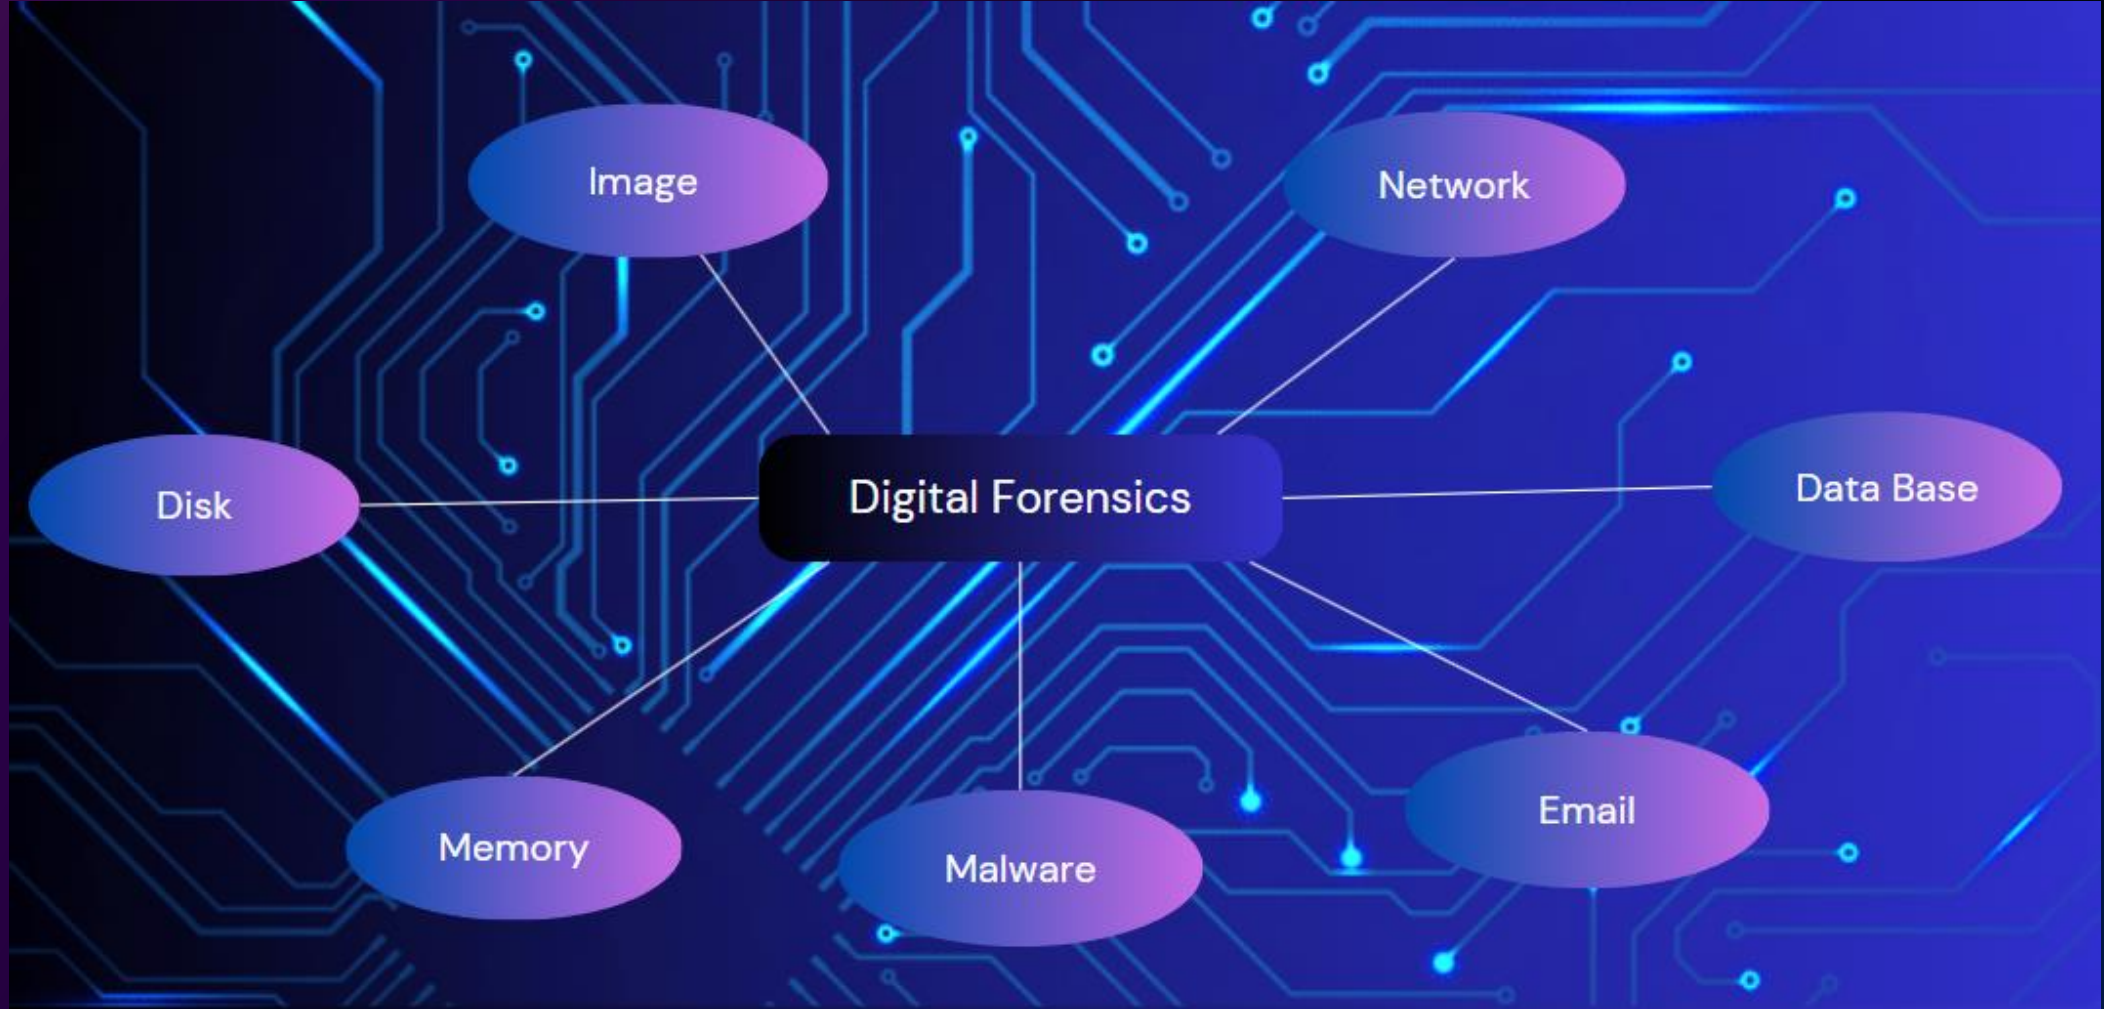 Image
Network
Disk
Digital Forensics
Data Base
Memory
Malware
Email